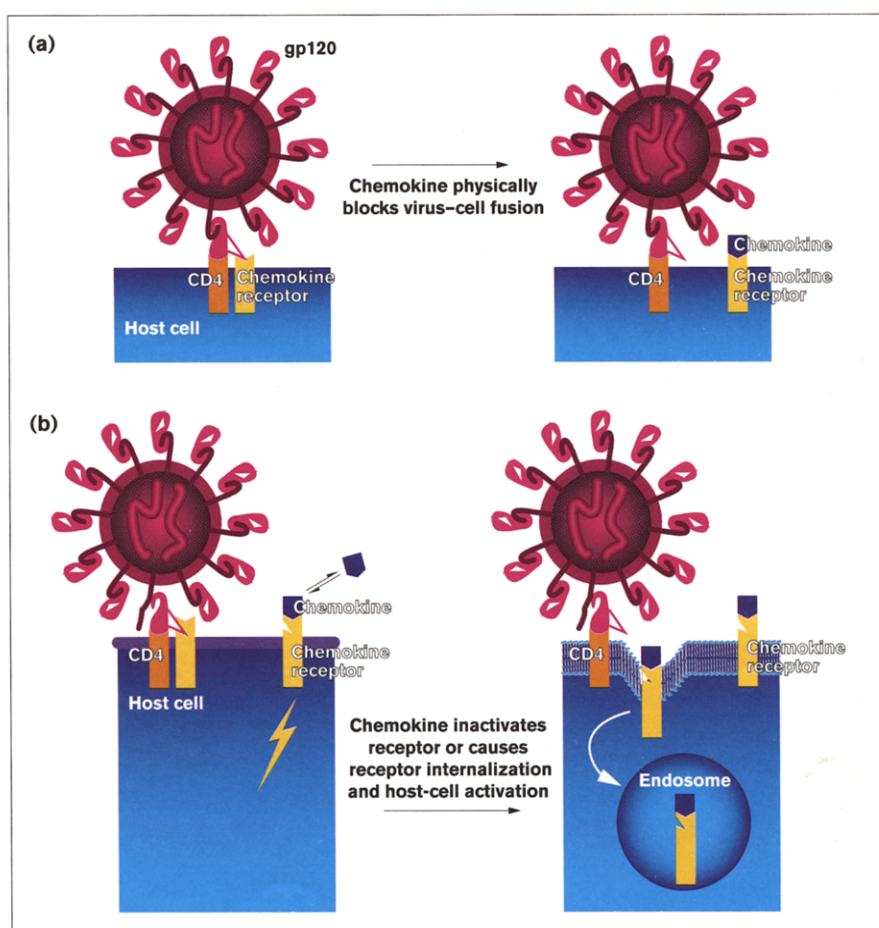 (a)
gp120
Chemokine physically
blocks virus–cell fusion
CD4
Chemokine
receptor
Host cell
Chemokine
CD4
Chemokine
receptor
(b)
Chemokine
CD4
Chemokine
receptor
Host cell
Chemokine inactivates
receptor or causes
receptor internalization
and host-cell activation
CD4
Chemokine
receptor
Endosome